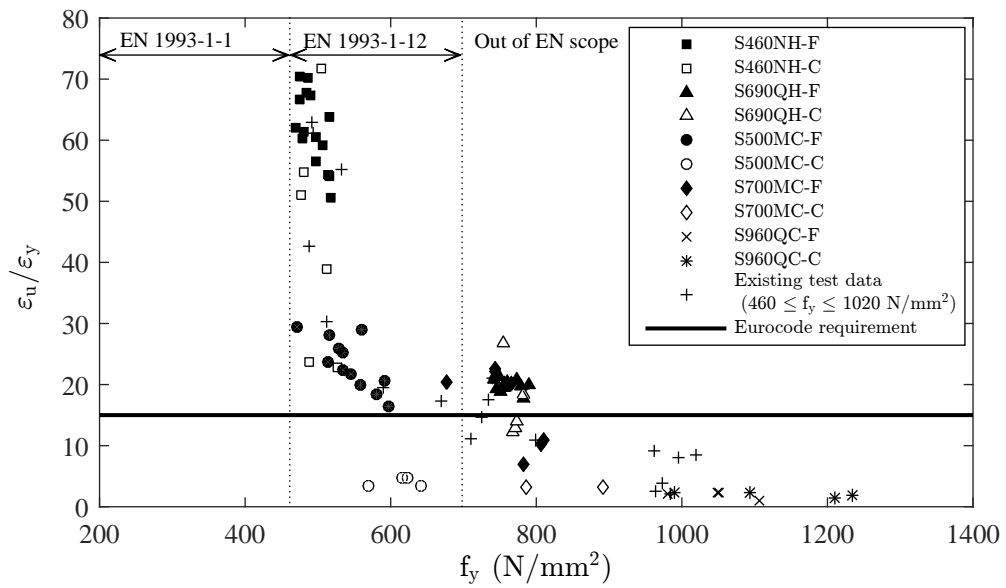 EN 1993-1-1 EN 1993-1-12 Out of EN scope
80
70
60
50
40
30
20
10
0
εu/εy
200 400 600 800 1000 1200 1400
fy (N/mm²)
S460NH-F
S460NH-C
S690QH-F
S690QH-C
S500MC-F
S500MC-C
S700MC-F
S700MC-C
S960QC-F
S960QC-C
Existing test data
(460 ≤ fy ≤ 1020 N/mm²)
Eurocode requirement